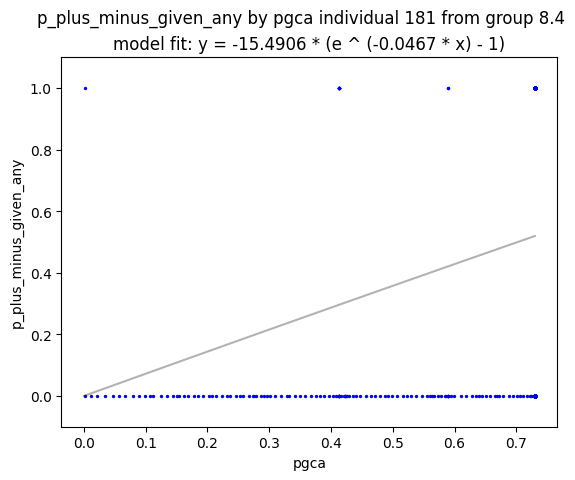 p_plus_minus_given_any by pgca individual 181 from group 8.4
model fit: y = -15.4906 * (e ^ (-0.0467 * x) - 1)
1.0
0.8
0.6
0.4
0.2
0.0
p_plus_minus_given_any
0.0 0.1 0.2 0.3 0.4 0.5 0.6 0.7
pgca